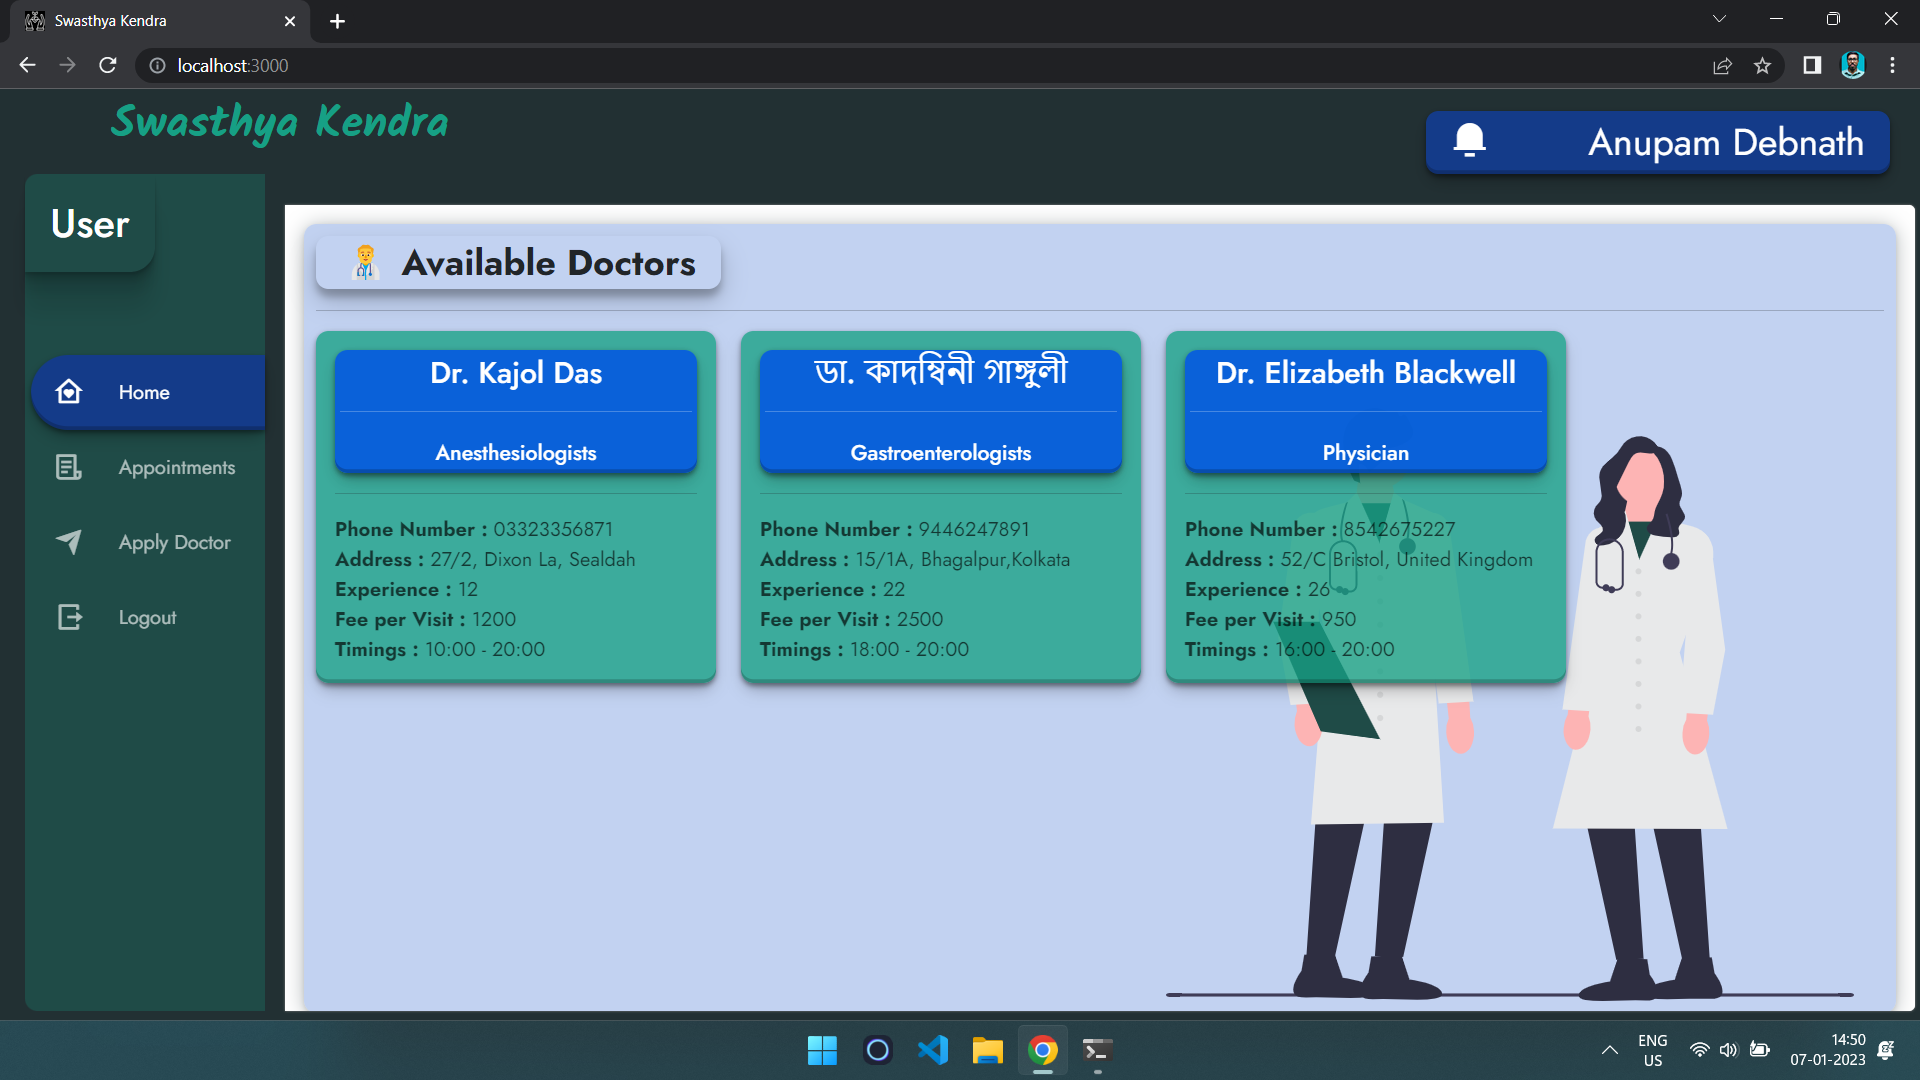 Swasthya Kendra
localhost:3000
Swasthya Kendra
Anupam Debnath
User
Home
Appointments
Apply Doctor
Logout
Available Doctors
Dr. Kajol Das
Anesthesiologists
Phone Number : 03323356871
Address : 27/2, Dixon La, Sealdah
Experience : 12
Fee per Visit : 1200
Timings : 10:00 - 20:00
ডা. কাদম্বিনী গাঙ্গুলী
Gastroenterologists
Phone Number : 9446247891
Address : 15/1A, Bhagalpur,Kolkata
Experience : 22
Fee per Visit : 2500
Timings : 18:00 - 20:00
Dr. Elizabeth Blackwell
Physician
Phone Number : 8542675227
Address : 52/C Bristol, United Kingdom
Experience : 26
Fee per Visit : 950
Timings : 16:00 - 20:00
ENG
US
14:50
07-01-2023